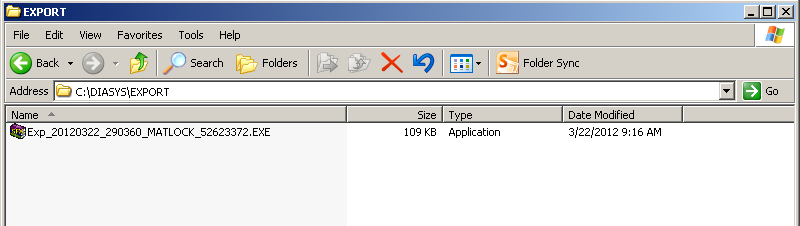 EXPORT
File Edit View Favorites Tools Help
Back Search Folders Folder Sync
Address C:\DIASYS\EXPORT Go
Name Size Type Date Modified
Exp_20120322_290360_MATLOCK_52623372.EXE 109 KB Application 3/22/2012 9:16 AM